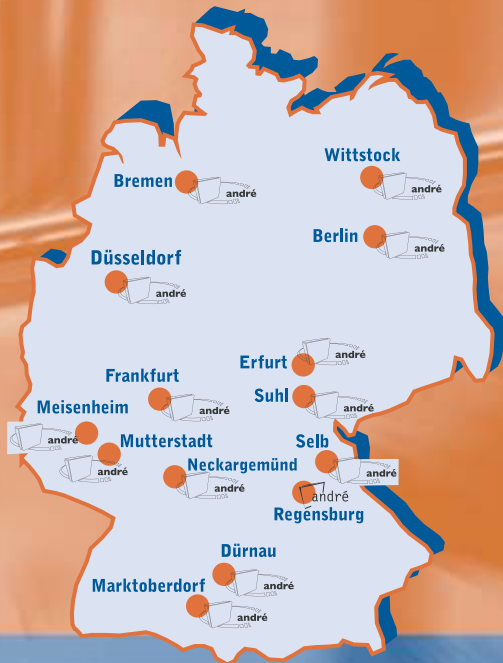 Wittstock
Bremen
andré
andré
Berlin
andré
Düsseldorf
andré
Erfurt
andré
Frankfurt
andré
Suhl
andré
Meisenheim
andré
Mutterstadt
andré
Selb
andré
Neckargemünd
andré
andré
Regensburg
Dürnau
andré
Marktoberdorf
andré